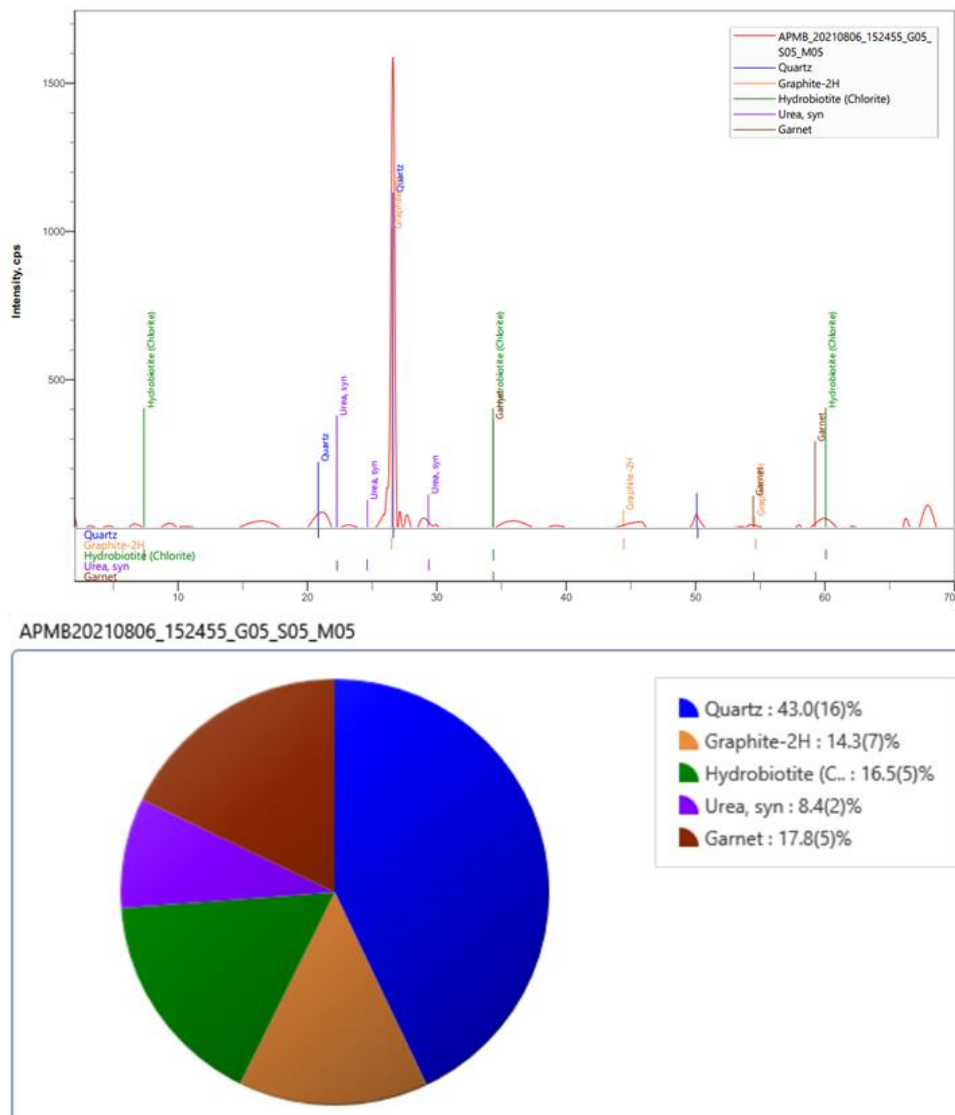 APMB_20210806_152455_G05_
S05_M05
Quartz
Graphite-2H
Hydrobiotite (Chlorite)
Urea, syn
Garnet
1500
1000
500
Intensity, cps
Hydrobiotite (Chlorite)
Quartz
Urea, syn
Urea, syn
Quartz
Urea, syn
Hydrobiotite (Chlorite)
Graphite-2H
Garnet
Garnet
Hydrobiotite (Chlorite)
Quartz
Graphite-2H
Hydrobiotite (Chlorite)
Urea, syn
Garnet
10 20 30 40 50 60 70
APMB20210806_152455_G05_S05_M05
Quartz : 43.0(16)%
Graphite-2H : 14.3(7)%
Hydrobiotite (C.. : 16.5(5)%
Urea, syn : 8.4(2)%
Garnet : 17.8(5)%